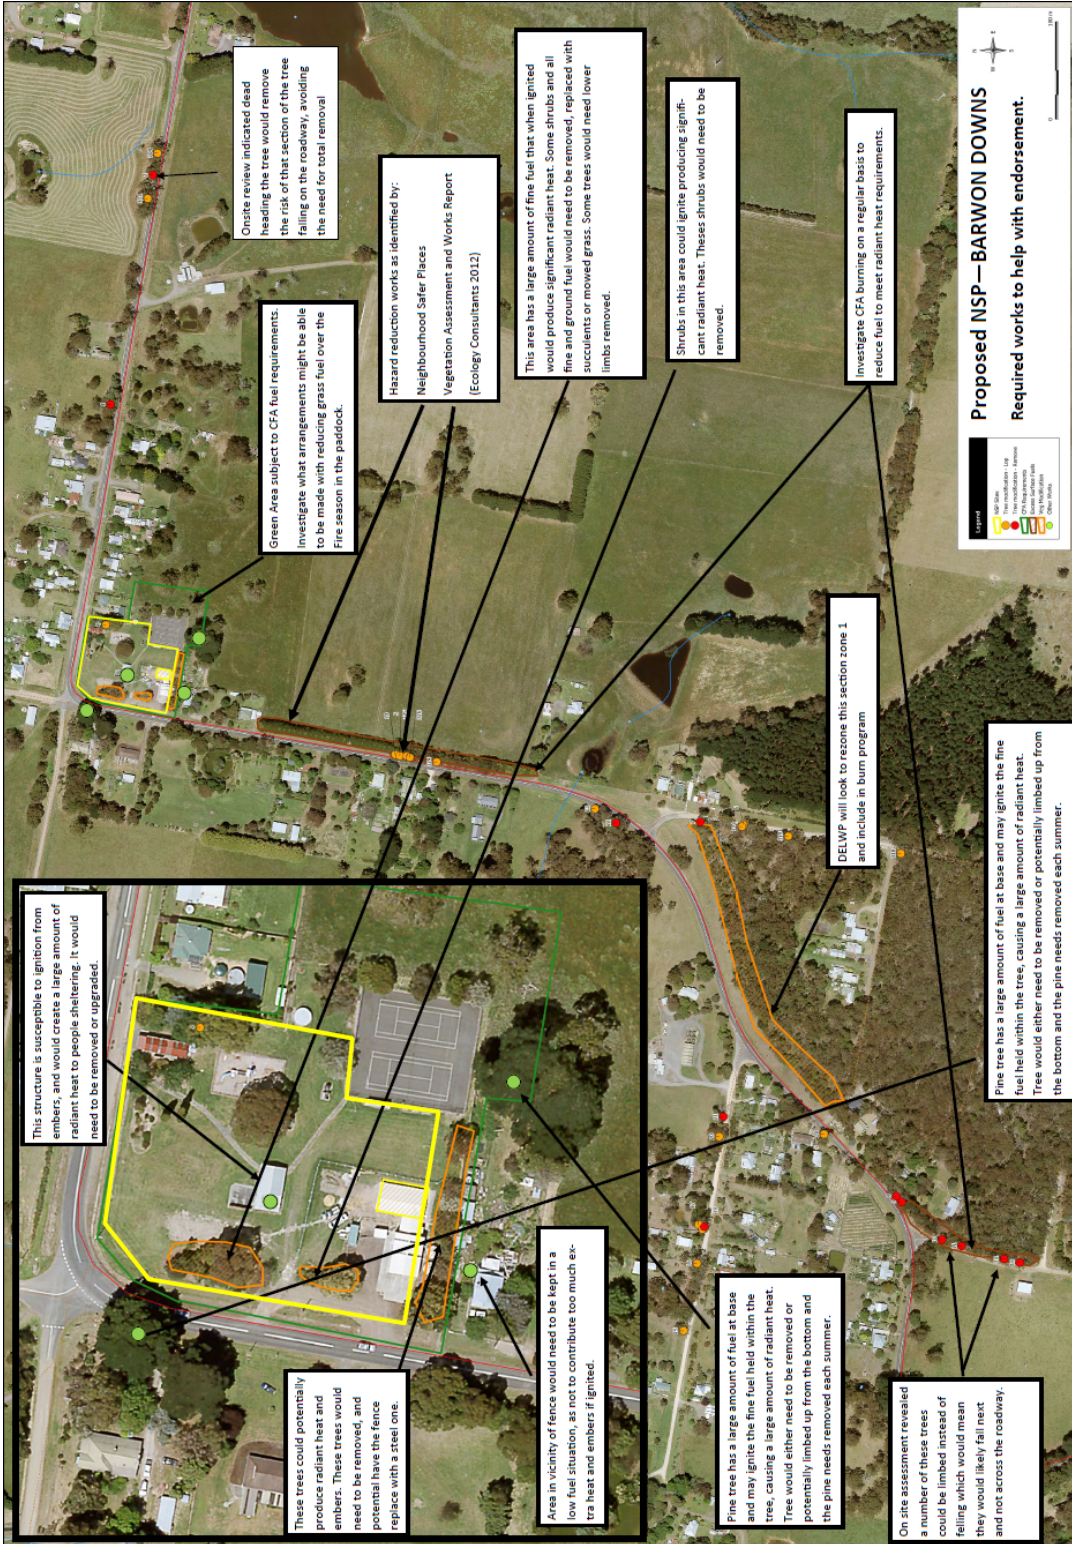 This structure is susceptible to ignition from
embers, and would create a large amount of
radiant heat to people sheltering. It would
need to be removed or upgraded.
Onsite review indicated dead
heading the tree would remove
the risk of that section of the tree
falling on the roadway, avoiding
the need for total removal
Green Area subject to CFA fuel requirements.
Investigate what arrangements might be able
to be made with reducing grass fuel over the
Fire season in the paddock.
Hazard reduction works as identified by:
Neighbourhood Safer Places
Vegetation Assessment and Works Report
(Ecology Consultants 2012)
This area has a large amount of fine fuel that when ignited
would produce significant radiant heat. Some shrubs and all
fine and ground fuel would need to be removed, replaced with
succulents or mowed grass. Some trees would need lower
limbs removed.
Shrubs in this area could ignite producing signifi-
cant radiant heat. Theses shrubs would need to be
removed.
Investigate CFA burning on a regular basis to
reduce fuel to meet radiant heat requirements.
These trees could potentially
produce radiant heat and
embers. These trees would
need to be removed, and
potential have the fence
replace with a steel one.
Area in vicinity of fence would need to be kept in a
low fuel situation, as not to contribute too much ex-
tra heat and embers if ignited.
Pine tree has a large amount of fuel at base
and may ignite the fine fuel held within the
tree, causing a large amount of radiant heat.
Tree would either need to be removed or
potentially limbed up from the bottom and
the pine needs removed each summer.
On site assessment revealed
a number of these trees
could be limbed instead of
felling which would mean
they would likely fall next
and not across the roadway.
DELWP will look to rezone this section zone 1
and include in burn program
Pine tree has a large amount of fuel at base and may ignite the fine
fuel held within the tree, causing a large amount of radiant heat.
Tree would either need to be removed or potentially limbed up from
the bottom and the pine needs removed each summer.
Legend
NSP Sites
Tree modification - Lop
Tree modification - Remove
CFA Requirements
Excess Surface Fuels
Veg Modification
Other Works
Proposed NSP—BARWON DOWNS
Required works to help with endorsement.
N
E
S
W
0